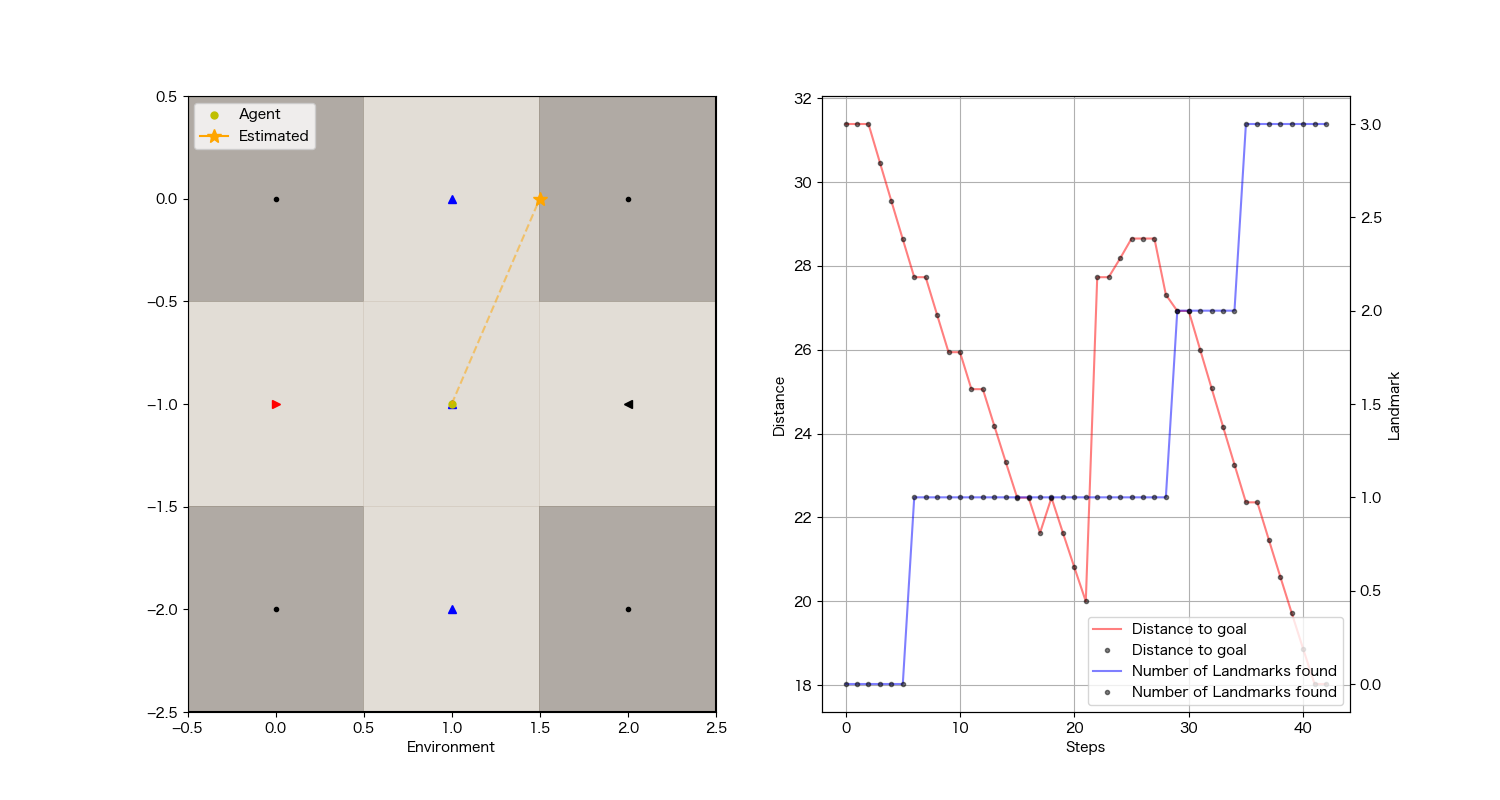 Agent
Estimated
0.5
0.0
−0.5
−1.0
−1.5
−2.0
−2.5
−0.5 0.0 0.5 1.0 1.5 2.0 2.5
Environment
32
30
28
26
24
22
20
18
Distance
0 10 20 30 40
Steps
3.0
2.5
2.0
1.5
1.0
0.5
0.0
Landmark
Distance to goal
Distance to goal
Number of Landmarks found
Number of Landmarks found